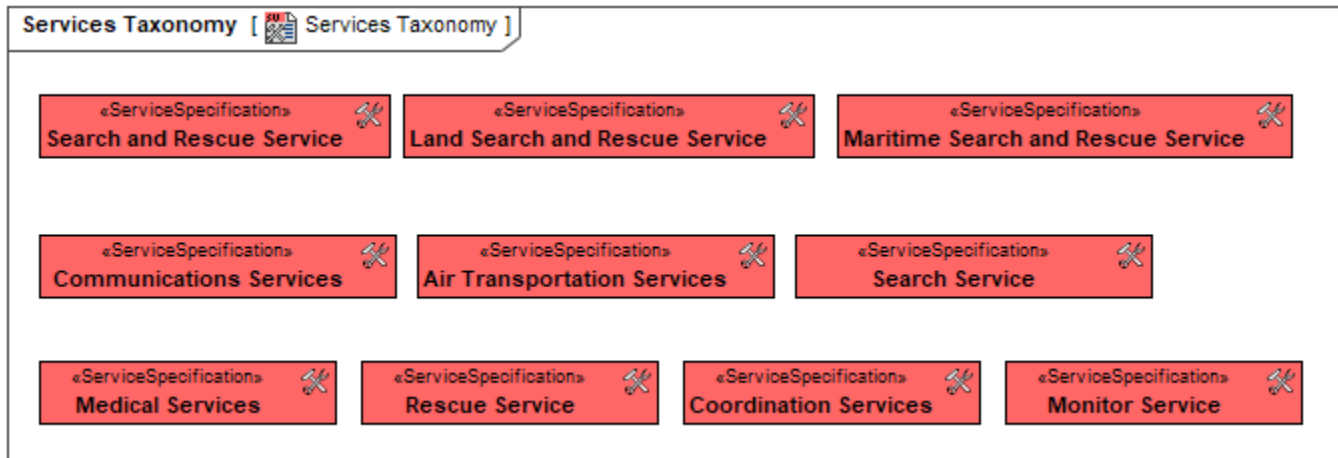 Services Taxonomy [ Services Taxonomy ]
«ServiceSpecification» «ServiceSpecification» «ServiceSpecification»
Search and Rescue Service Land Search and Rescue Service Maritime Search and Rescue Service
«ServiceSpecification» «ServiceSpecification» «ServiceSpecification»
Communications Services Air Transportation Services Search Service
«ServiceSpecification» «ServiceSpecification» «ServiceSpecification» «ServiceSpecification»
Medical Services Rescue Service Coordination Services Monitor Service